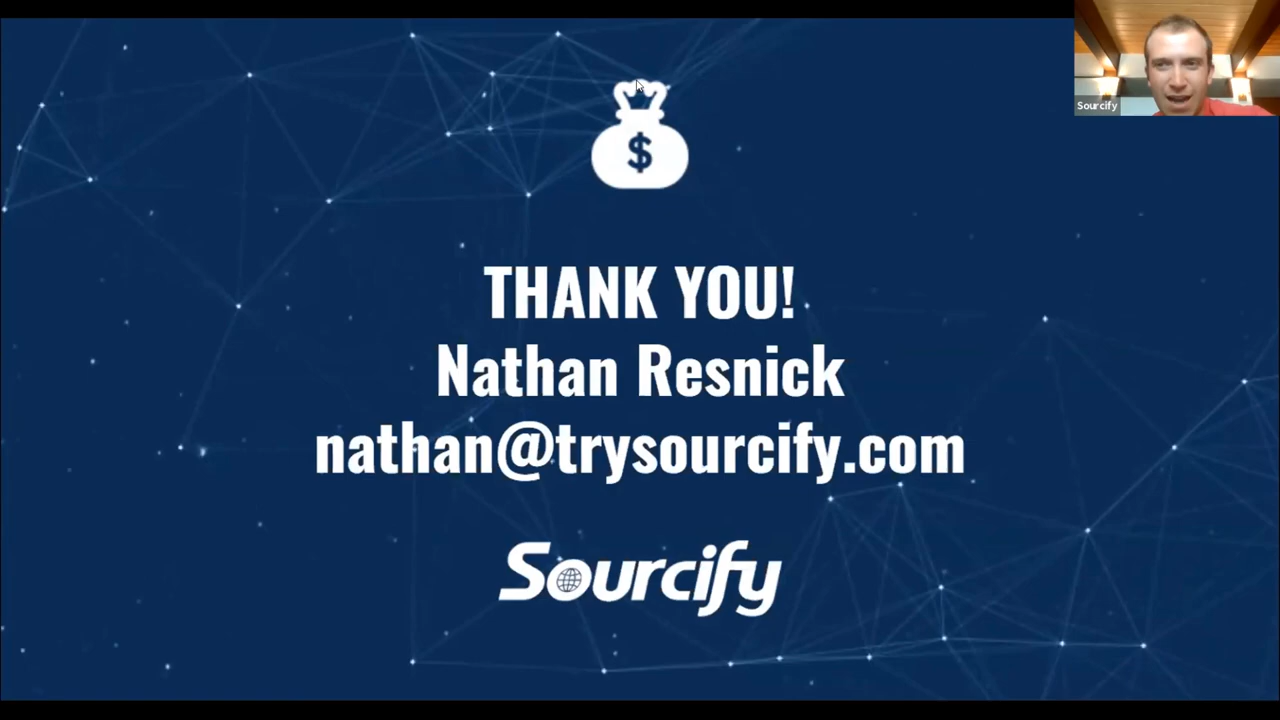 Sourcify
$
THANK YOU!
Nathan Resnick
nathan@trysourcify.com
Sourcify